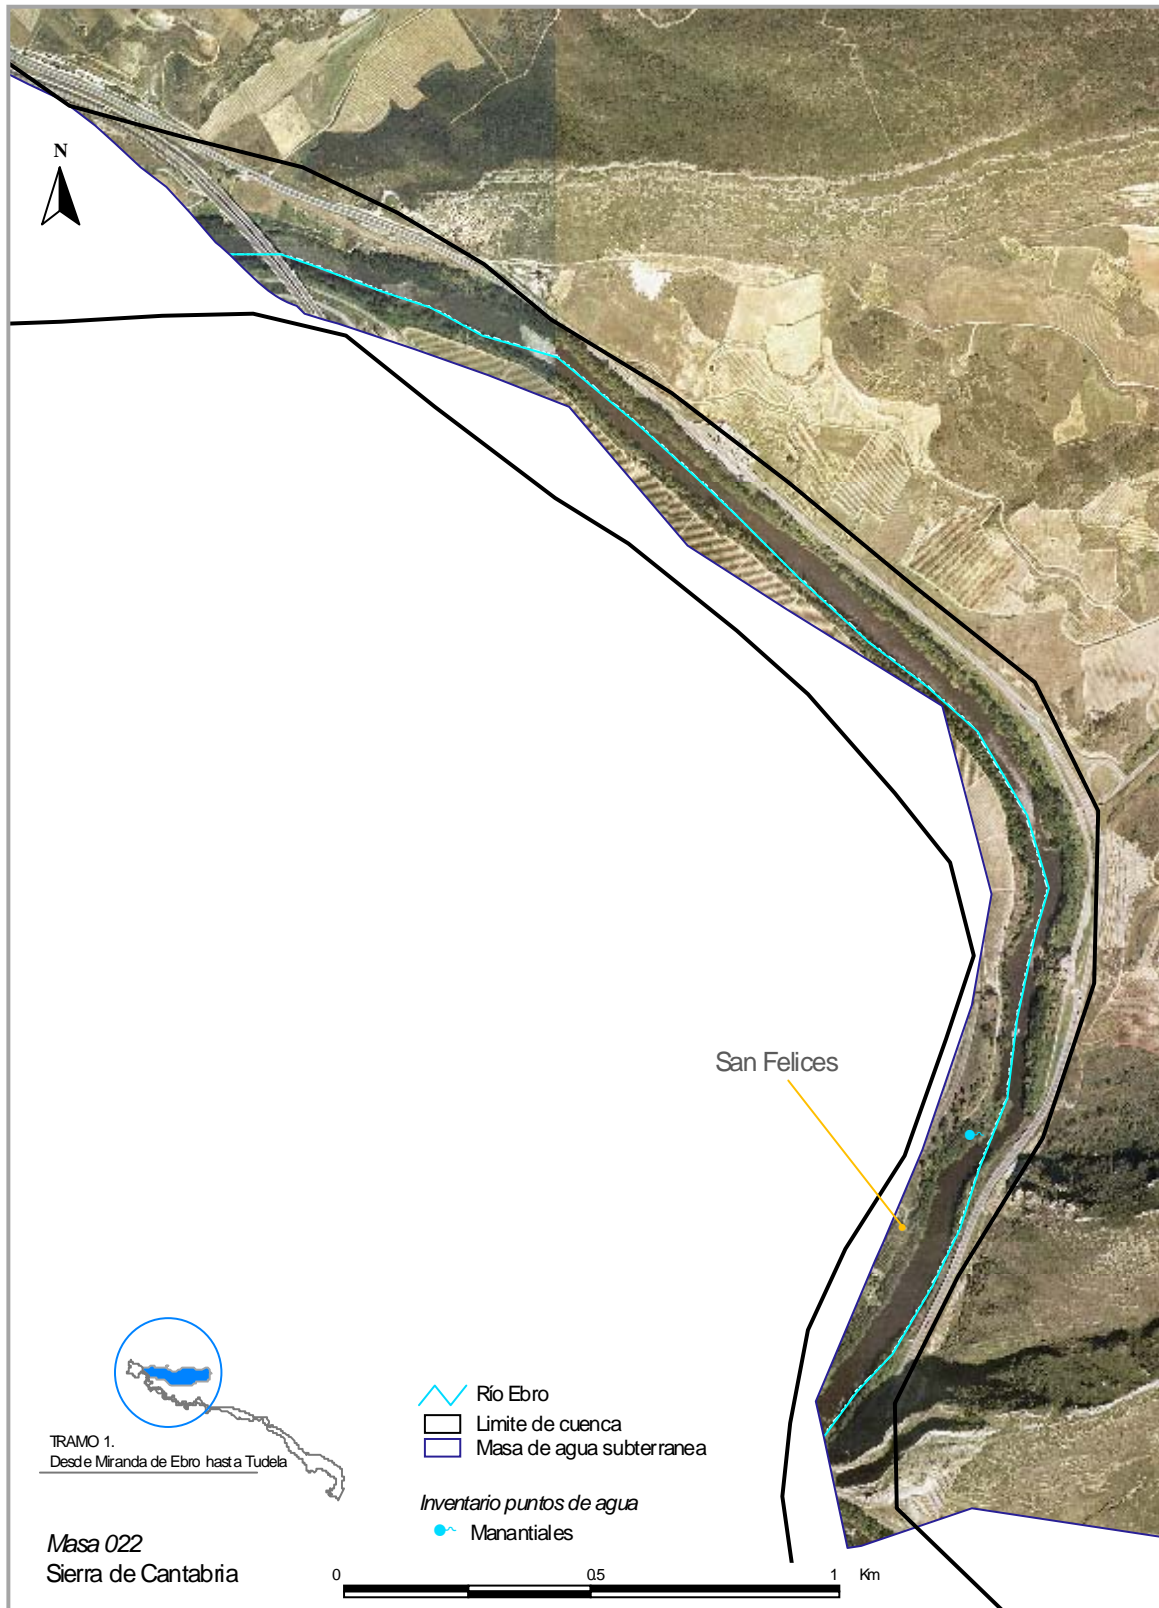 N
San Felices
Río Ebro
Limite de cuenca
Masa de agua subterranea
TRAMO 1.
Desde Miranda de Ebro hasta Tudela
Inventario puntos de agua
Manantiales
Masa 022
Sierra de Cantabria
0 0.5 1 Km